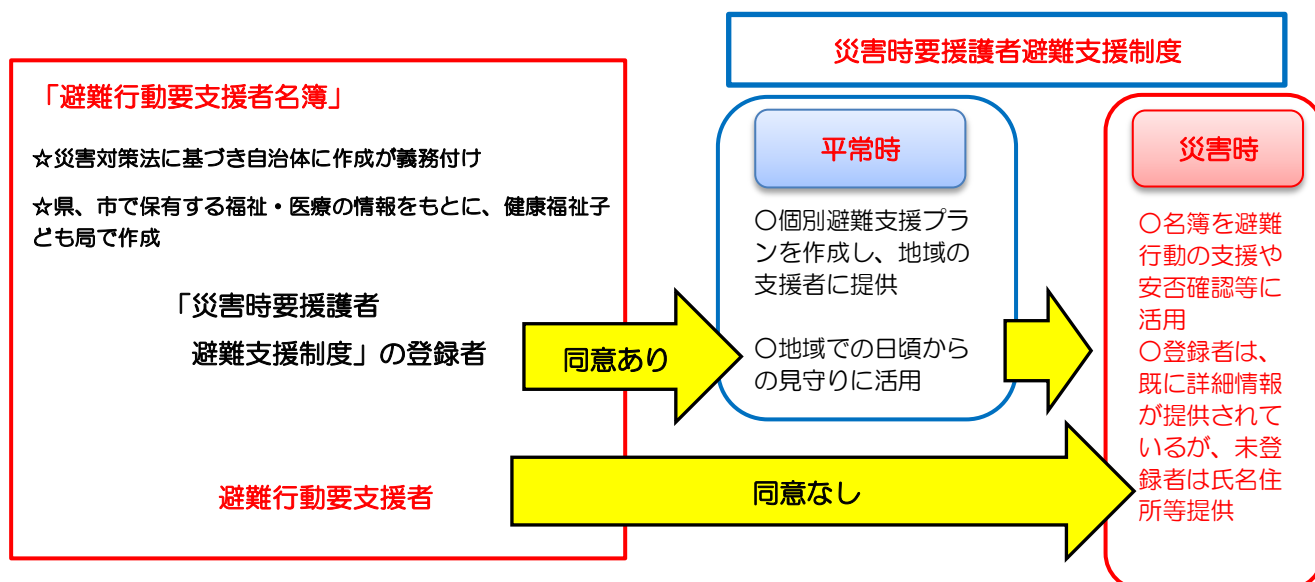 災害時要援護者避難支援制度
「避難行動要支援者名簿」
☆災害対策法に基づき自治体に作成が義務付け
☆県、市で保有する福祉・医療の情報をもとに、健康福祉子
ども局で作成
「災害時要援護者
避難支援制度」の登録者
同意あり
避難行動要支援者
同意なし
平常時
〇個別避難支援プラ
ンを作成し、地域の
支援者に提供
〇地域での日頃から
の見守りに活用
災害時
〇名簿を避難
行動の支援や
安否確認等に
活用
〇登録者は、
既に詳細情報
が提供されて
いるが、未登
録者は氏名住
所等提供